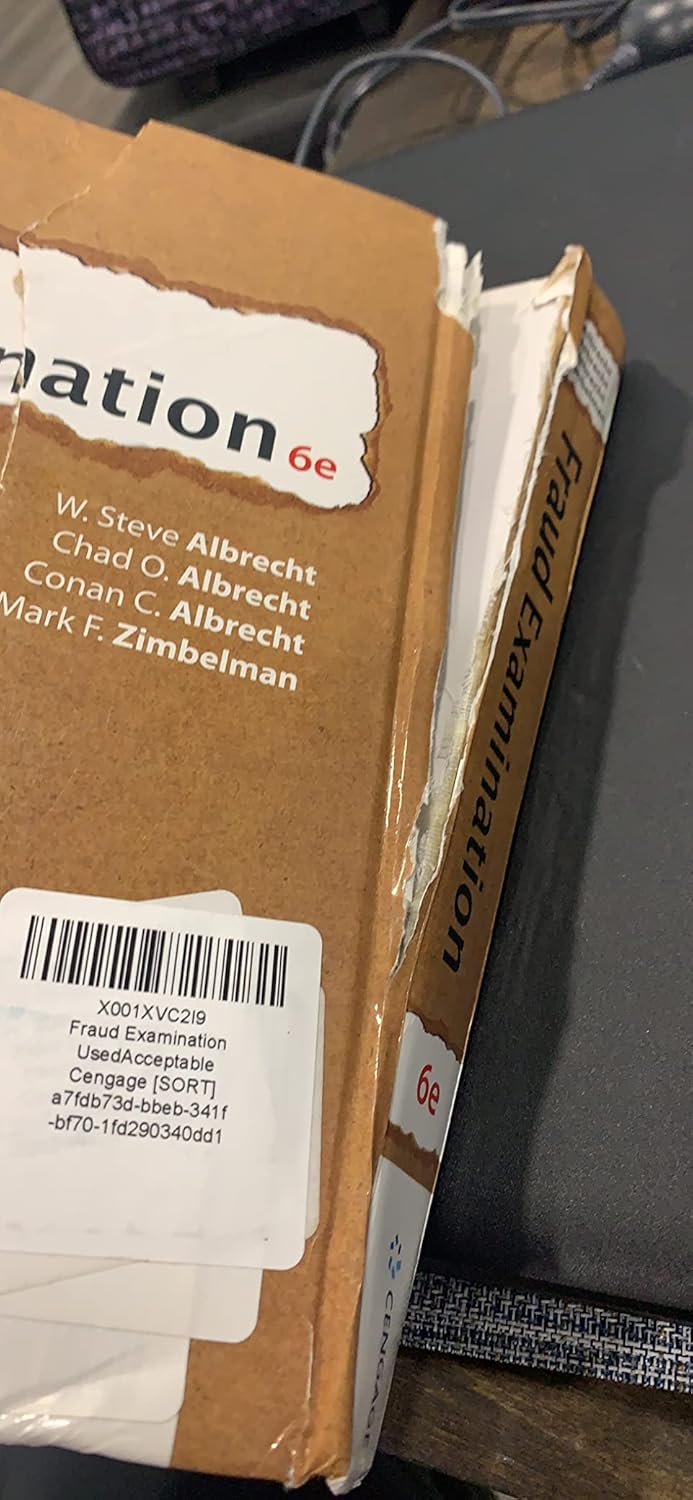 nation 6e
W. Steve Albrecht
Chad O. Albrecht
Conan C. Albrecht
Mark F. Zimbelman
X001XVC2I9
Fraud Examination
UsedAcceptable
Cengage [SORT]
a7fdb73d-bbeb-341f
-bf70-1fd290340dd1
Fraud Examination
6e
CENGAGE